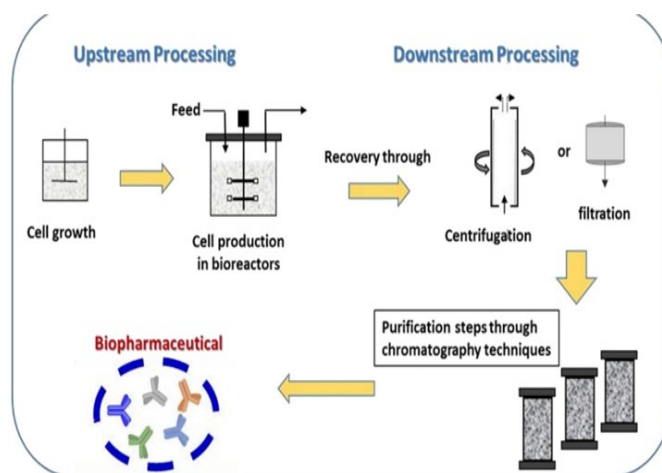 Upstream Processing
Downstream Processing
Feed
Recovery through
or
Cell growth
Cell production
in bioreactors
Centrifugation
filtration
Purification steps through
chromatography techniques
Biopharmaceutical